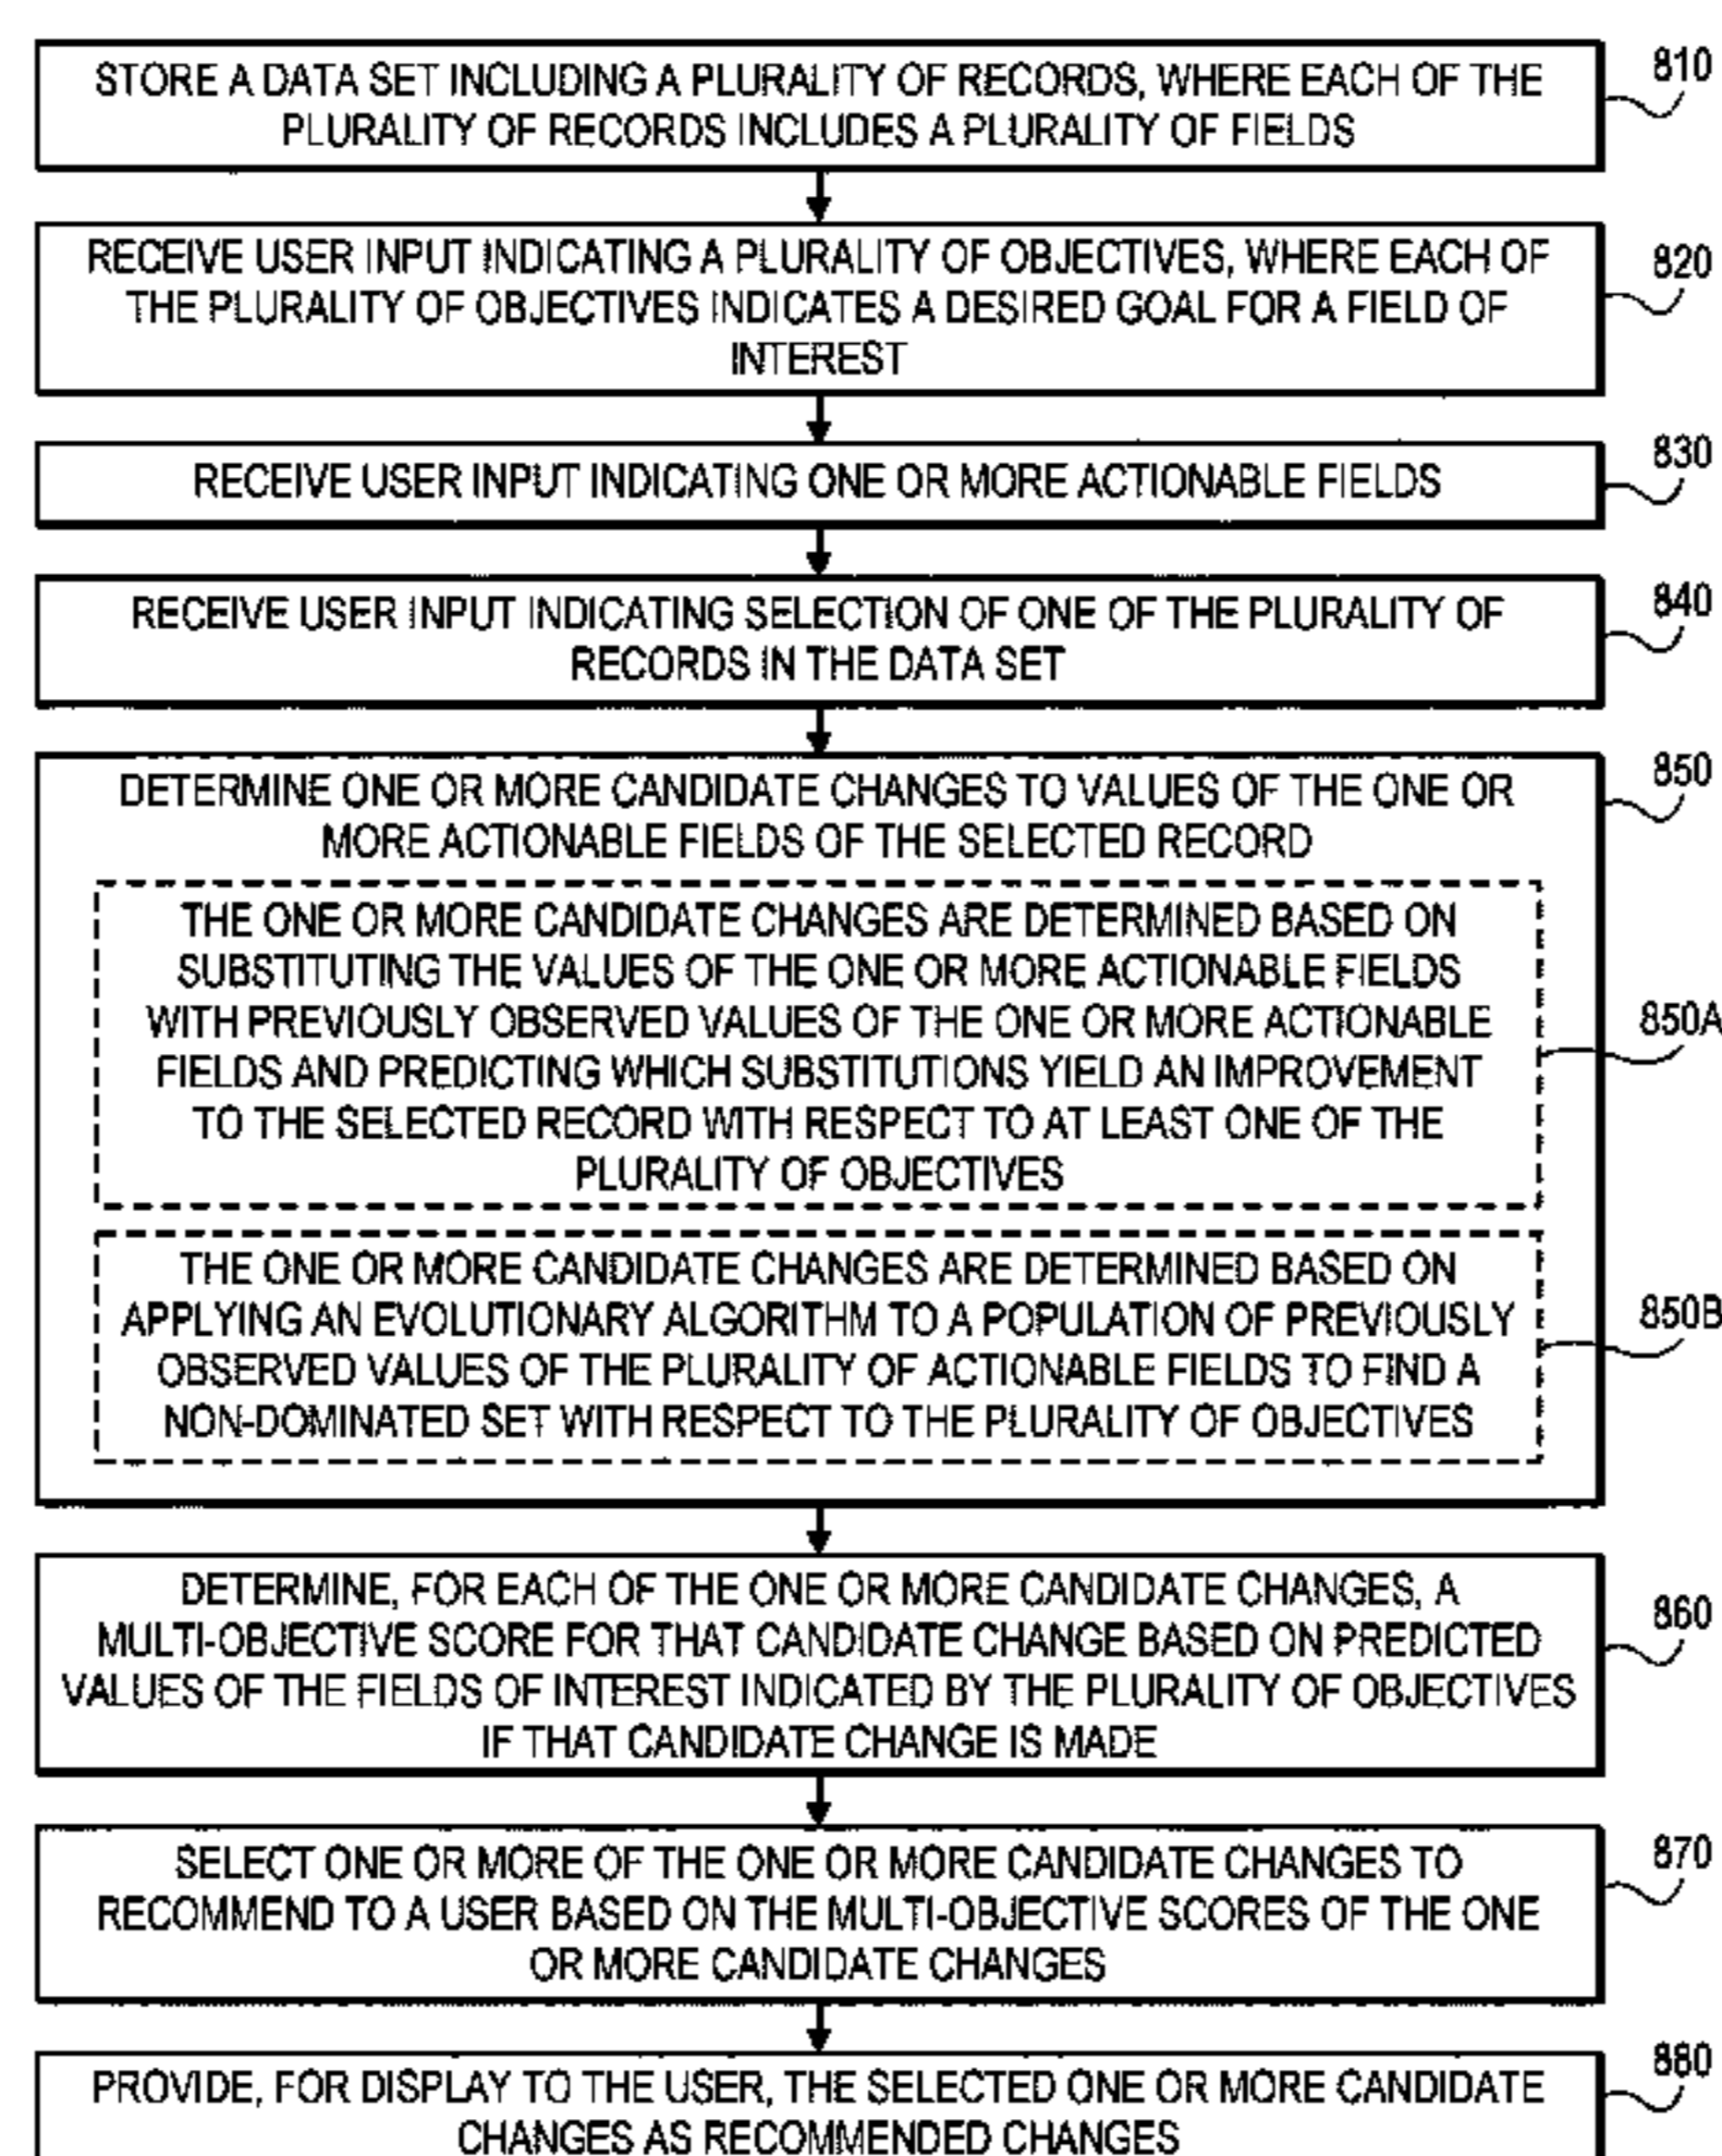 STORE A DATA SET INCLUDING A PLURALITY OF RECORDS, WHERE EACH OF THE
PLURALITY OF RECORDS INCLUDES A PLURALITY OF FIELDS
810
RECEIVE USER INPUT INDICATING A PLURALITY OF OBJECTIVES, WHERE EACH OF
THE PLURALITY OF OBJECTIVES INDICATES A DESIRED GOAL FOR A FIELD OF
INTEREST
820
RECEIVE USER INPUT INDICATING ONE OR MORE ACTIONABLE FIELDS
830
RECEIVE USER INPUT INDICATING SELECTION OF ONE OF THE PLURALITY OF
RECORDS IN THE DATA SET
840
DETERMINE ONE OR MORE CANDIDATE CHANGES TO VALUES OF THE ONE OR
MORE ACTIONABLE FIELDS OF THE SELECTED RECORD
850
THE ONE OR MORE CANDIDATE CHANGES ARE DETERMINED BASED ON
SUBSTITUTING THE VALUES OF THE ONE OR MORE ACTIONABLE FIELDS
WITH PREVIOUSLY OBSERVED VALUES OF THE ONE OR MORE ACTIONABLE
FIELDS AND PREDICTING WHICH SUBSTITUTIONS YIELD AN IMPROVEMENT
TO THE SELECTED RECORD WITH RESPECT TO AT LEAST ONE OF THE
PLURALITY OF OBJECTIVES
850A
THE ONE OR MORE CANDIDATE CHANGES ARE DETERMINED BASED ON
APPLYING AN EVOLUTIONARY ALGORITHM TO A POPULATION OF PREVIOUSLY
OBSERVED VALUES OF THE PLURALITY OF ACTIONABLE FIELDS TO FIND A
NON-DOMINATED SET WITH RESPECT TO THE PLURALITY OF OBJECTIVES
850B
DETERMINE, FOR EACH OF THE ONE OR MORE CANDIDATE CHANGES, A
MULTI-OBJECTIVE SCORE FOR THAT CANDIDATE CHANGE BASED ON PREDICTED
VALUES OF THE FIELDS OF INTEREST INDICATED BY THE PLURALITY OF OBJECTIVES
IF THAT CANDIDATE CHANGE IS MADE
860
SELECT ONE OR MORE OF THE ONE OR MORE CANDIDATE CHANGES TO
RECOMMEND TO A USER BASED ON THE MULTI-OBJECTIVE SCORES OF THE ONE
OR MORE CANDIDATE CHANGES
870
PROVIDE, FOR DISPLAY TO THE USER, THE SELECTED ONE OR MORE CANDIDATE
CHANGES AS RECOMMENDED CHANGES
880